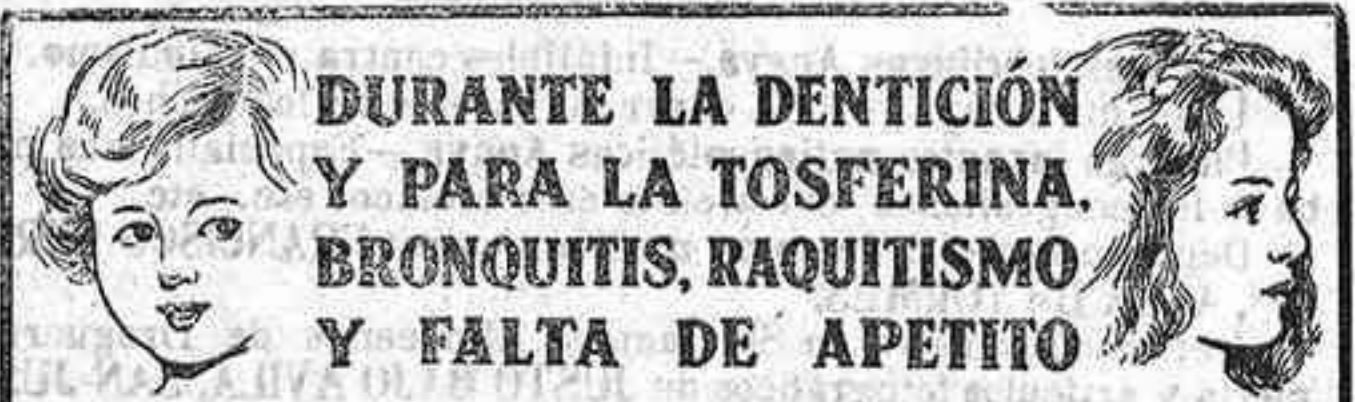 DURANTE LA DENTICIÓN
Y PARA LA TOSFERINA,
BRONQUITIS, RAQUITISMO
Y FALTA DE APETITO